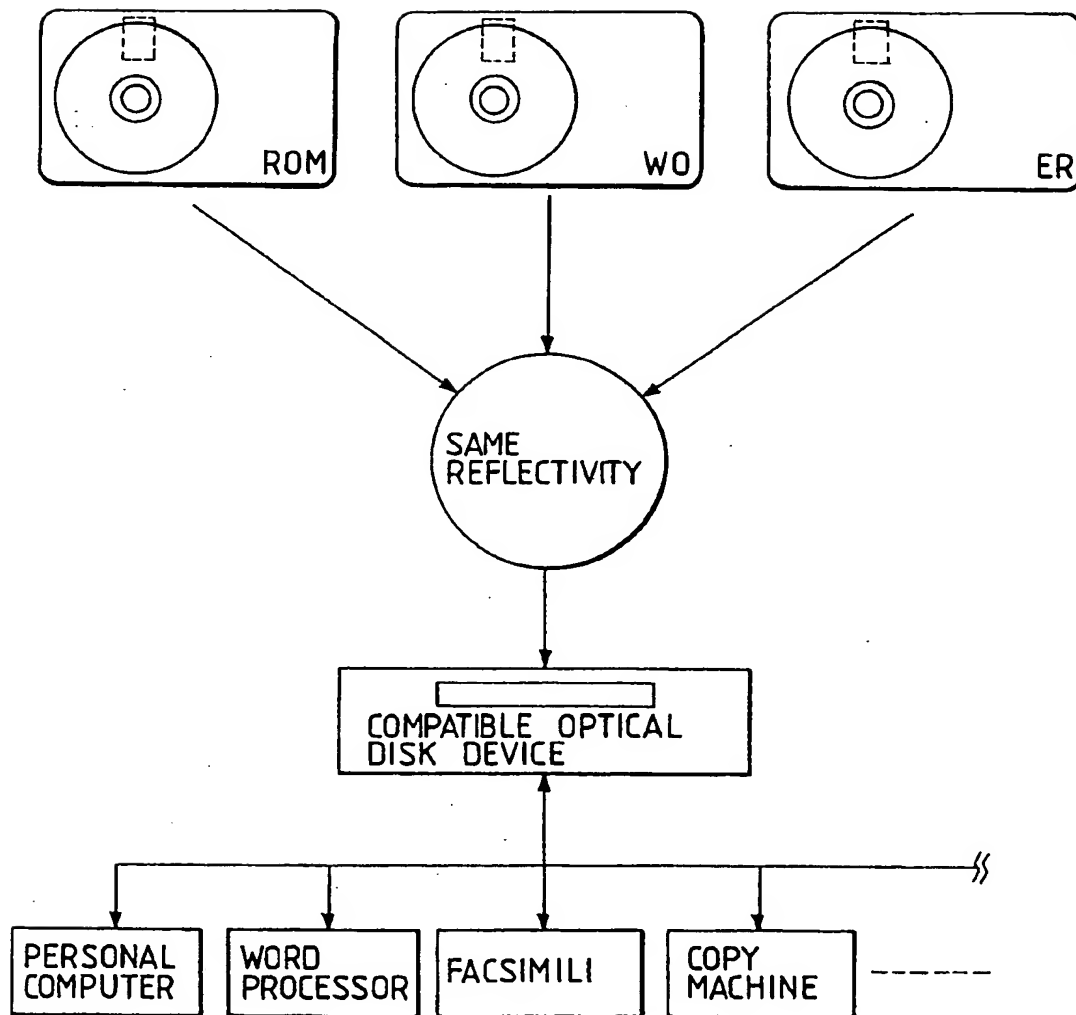 ROM
WO
ER
SAME
REFLECTIVITY
COMPATIBLE OPTICAL
DISK DEVICE
PERSONAL
COMPUTER
WORD
PROCESSOR
FACSIMILI
COPY
MACHINE